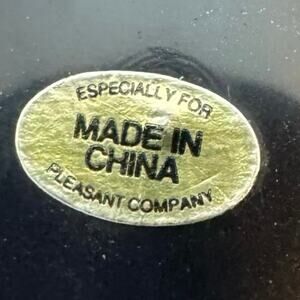 ESPECIALLY FOR
MADE IN
CHINA
PLEASANT COMPANY